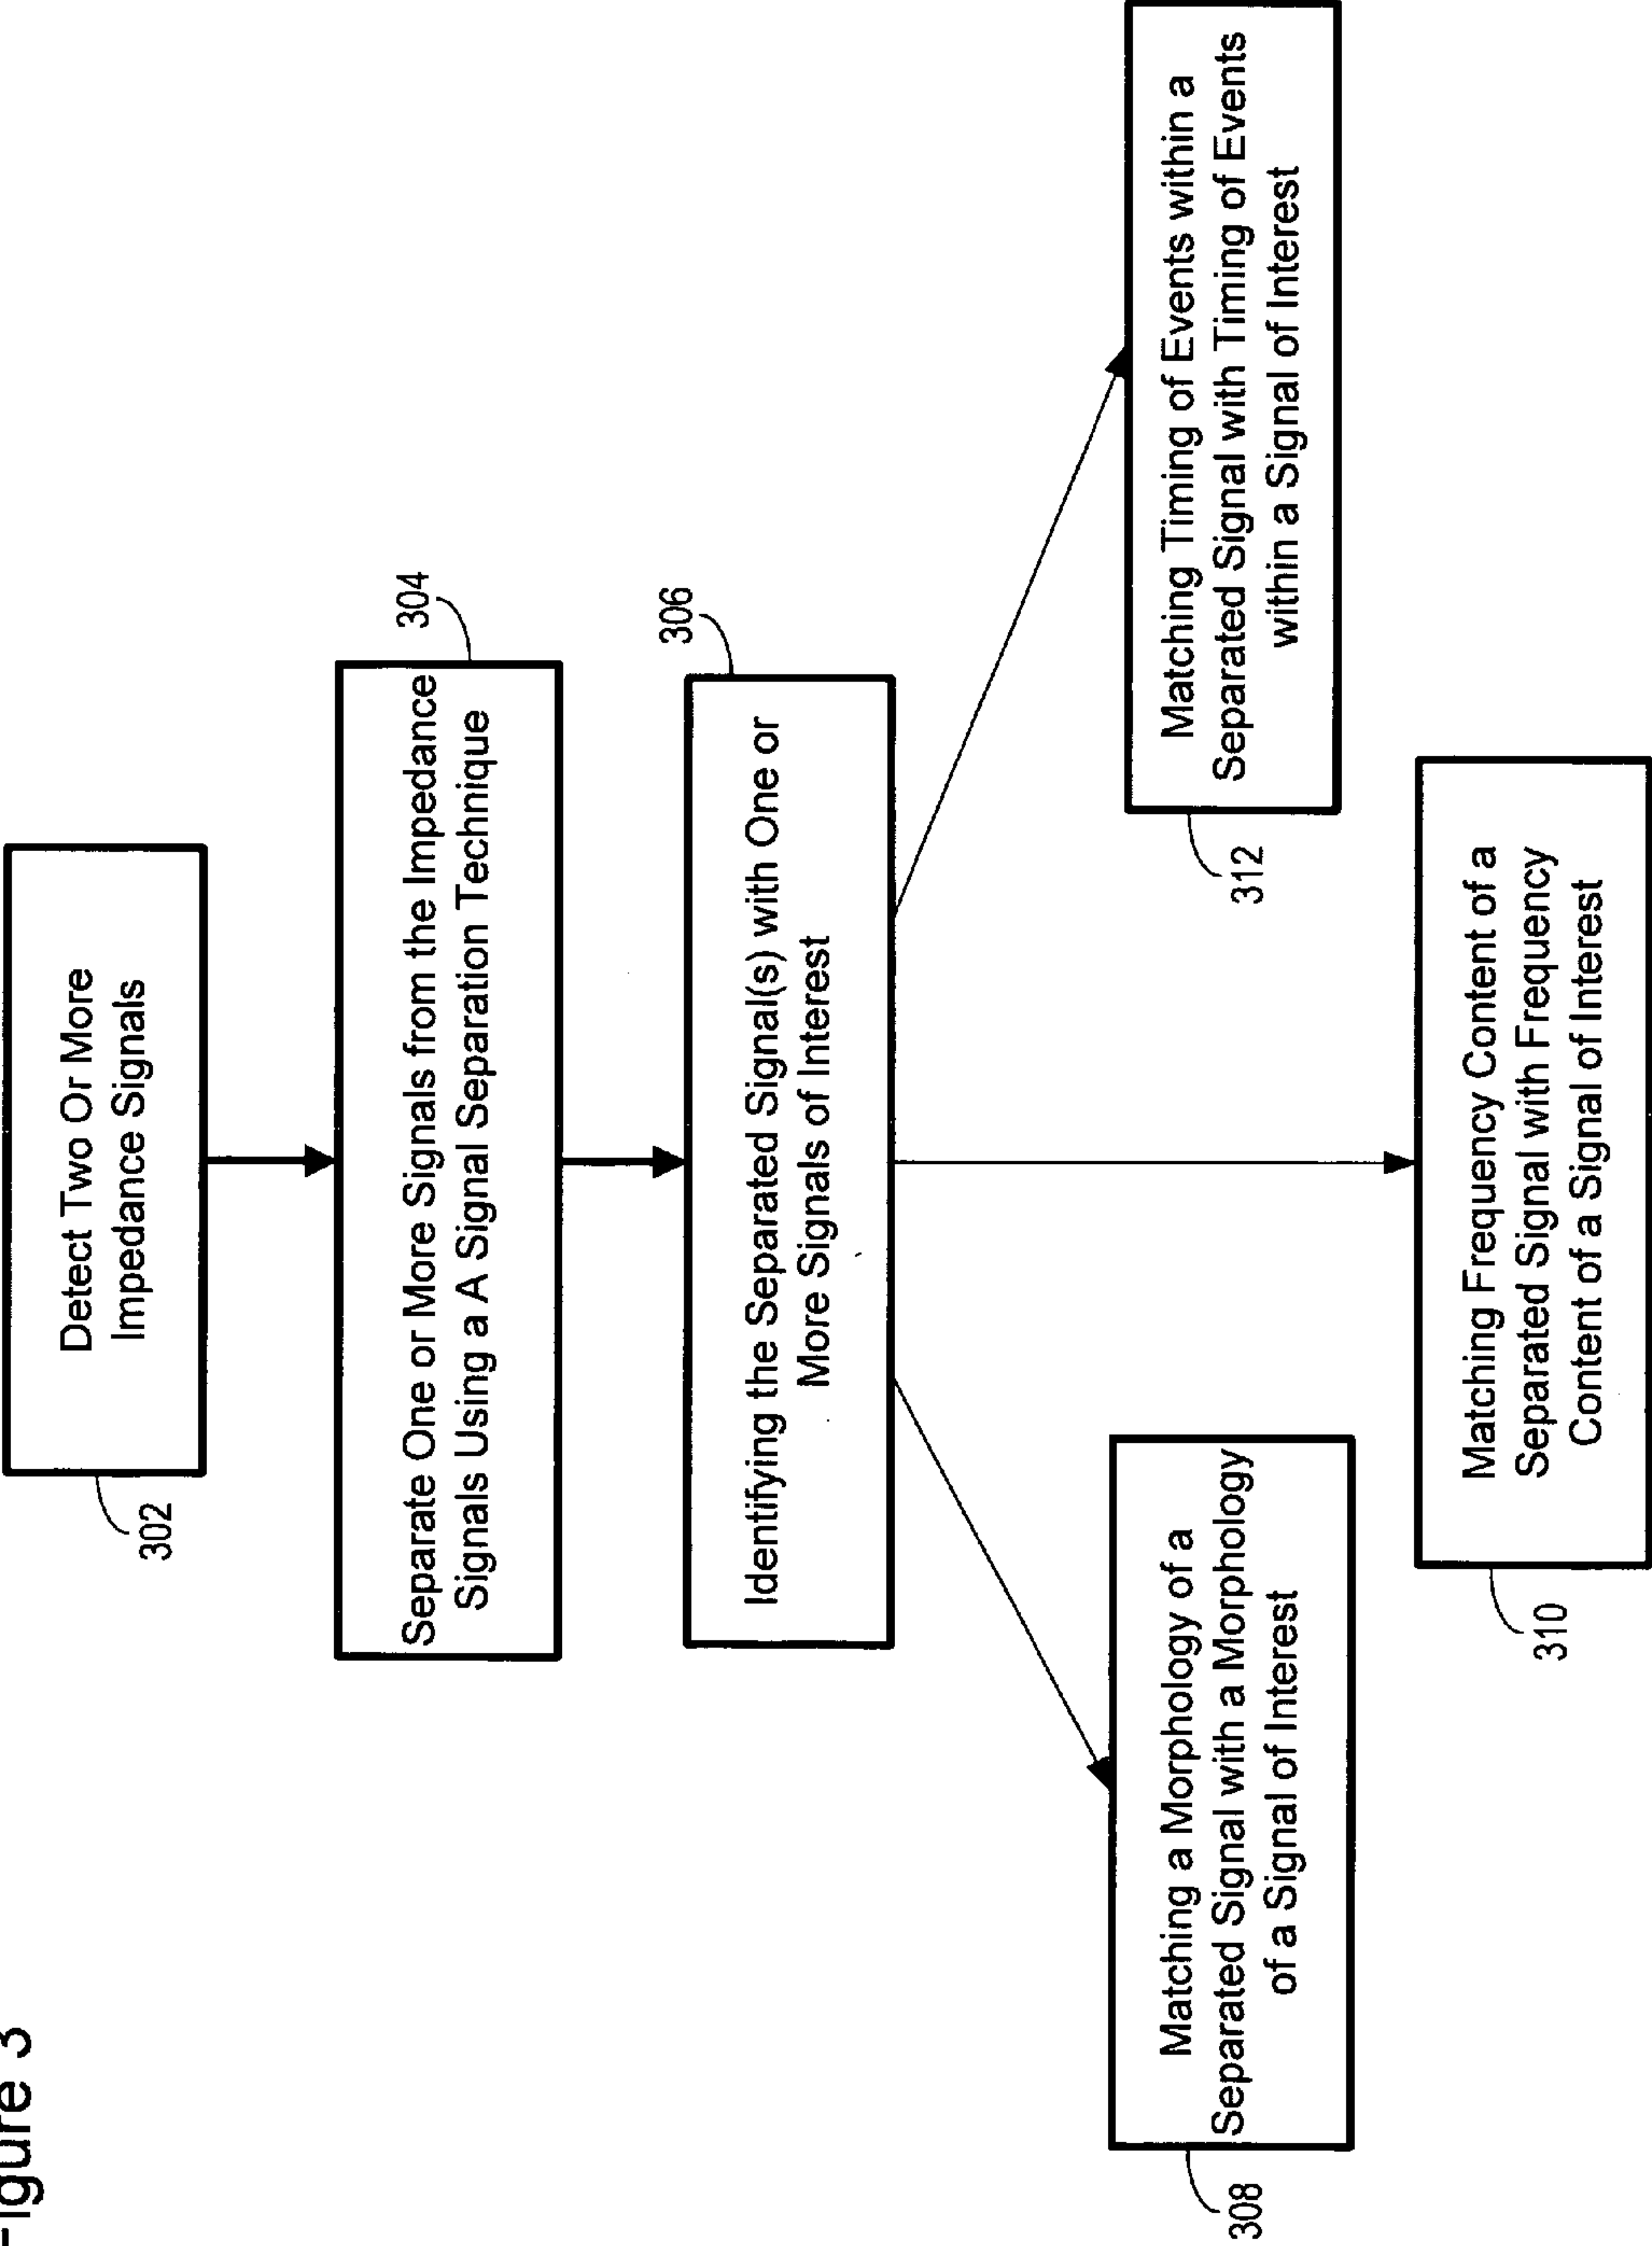 Figure 3
302
Detect Two Or More
Impedance Signals
304
Separate One or More Signals from the Impedance
Signals Using a A Signal Separation Technique
306
Identifying the Separated Signal(s) with One or
More Signals of Interest
308
Matching a Morphology of a
Separated Signal with a Morphology
of a Signal of Interest
310
Matching Frequency Content of a
Separated Signal with Frequency
Content of a Signal of Interest
312
Matching Timing of Events within a
Separated Signal with Timing of Events
within a Signal of Interest